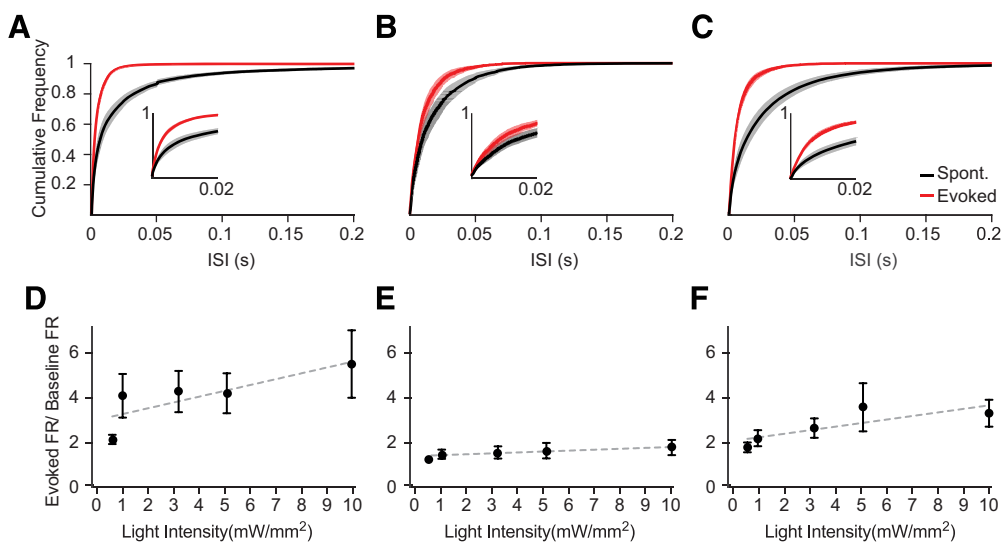 A
B
C
Cumulative Frequency
1
0.8
0.6
0.4
0.2
1
0.02
1
0.02
1
0.02
Spont.
Evoked
0 0.05 0.1 0.15 0.2
0 0.05 0.1 0.15 0.2
0 0.05 0.1 0.15 0.2
ISI (s)
ISI (s)
ISI (s)
D
E
F
Evoked FR/ Baseline FR
6
4
2
0
6
4
2
0
6
4
2
0
0 1 2 3 4 5 6 7 8 9 10
0 1 2 3 4 5 6 7 8 9 10
0 1 2 3 4 5 6 7 8 9 10
Light Intensity(mW/mm²)
Light Intensity(mW/mm²)
Light Intensity(mW/mm²)